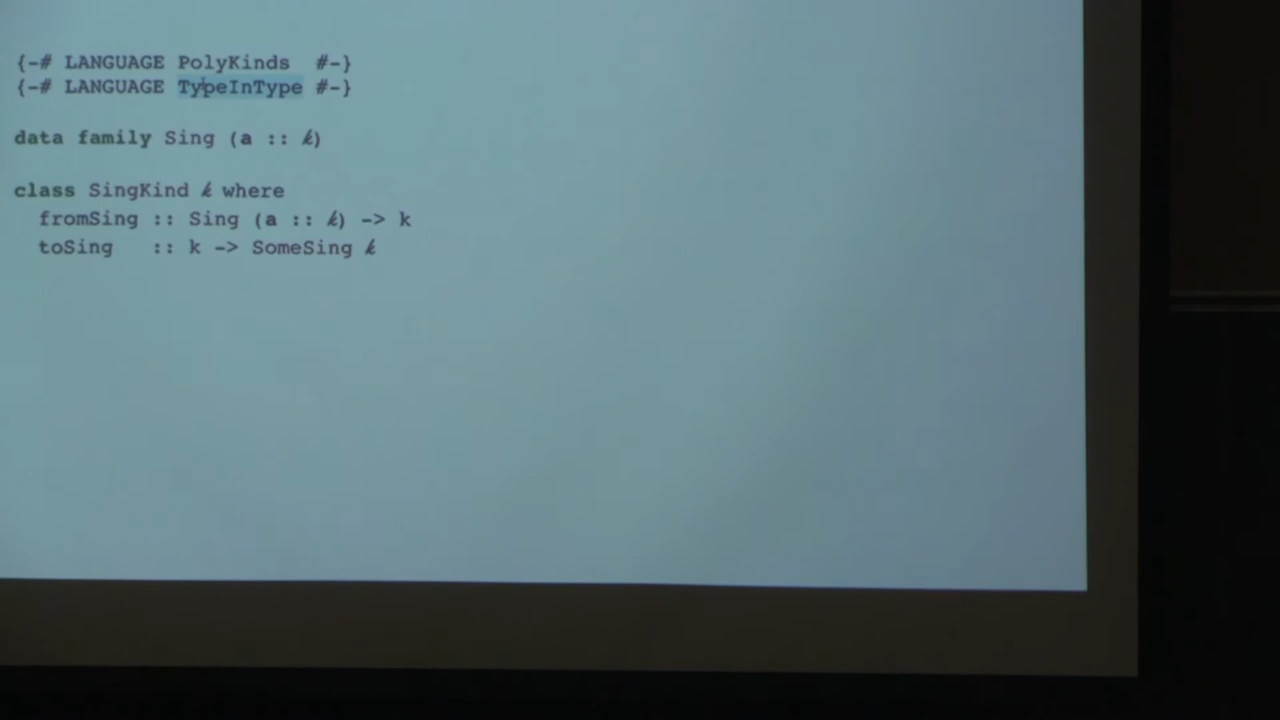 {-# LANGUAGE PolyKinds  #-}
{-# LANGUAGE TypeInType #-}
data family Sing (a :: 𝓀)
class SingKind 𝓀 where
fromSing :: Sing (a :: 𝓀) -> k
toSing   :: k -> SomeSing 𝓀